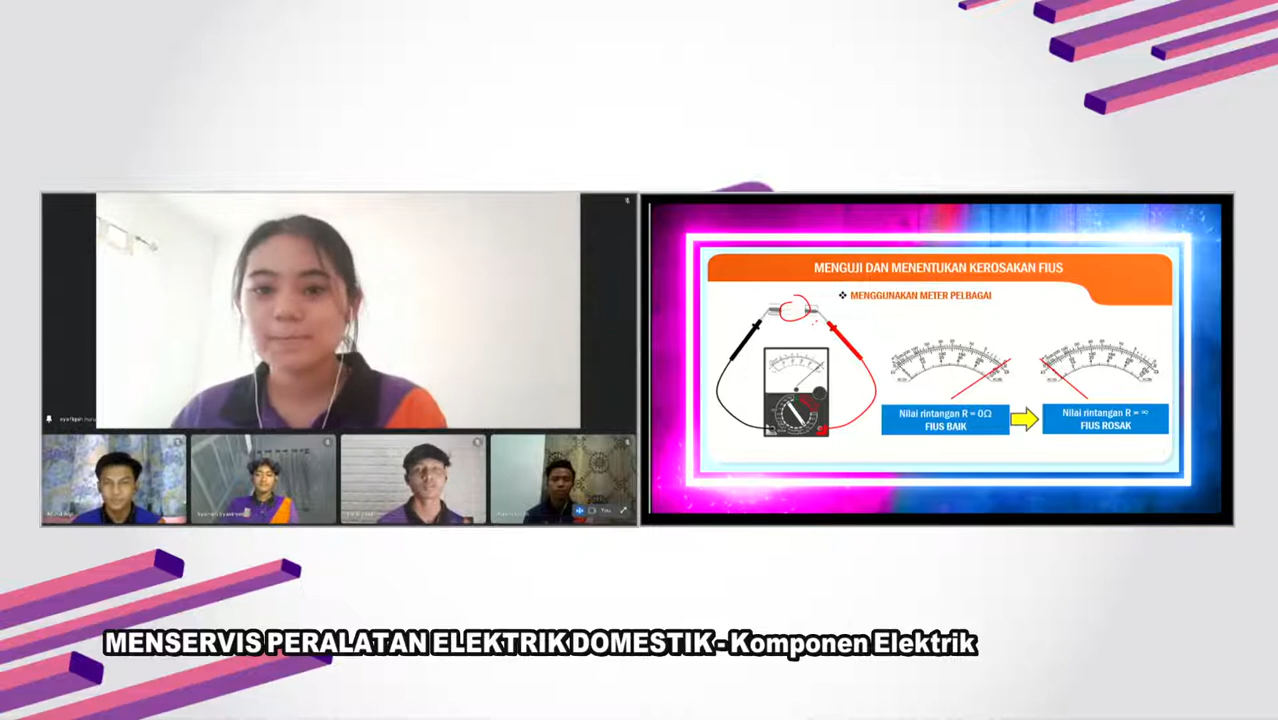 MENGUJI DAN MENENTUKAN KEROSAKAN FIUS
❖ MENGGUNAKAN METER PELBAGAI
Nilai rintangan R = 0Ω
FIUS BAIK
Nilai rintangan R = ∞
FIUS ROSAK
You
MENSERVIS PERALATAN ELEKTRIK DOMESTIK - Komponen Elektrik